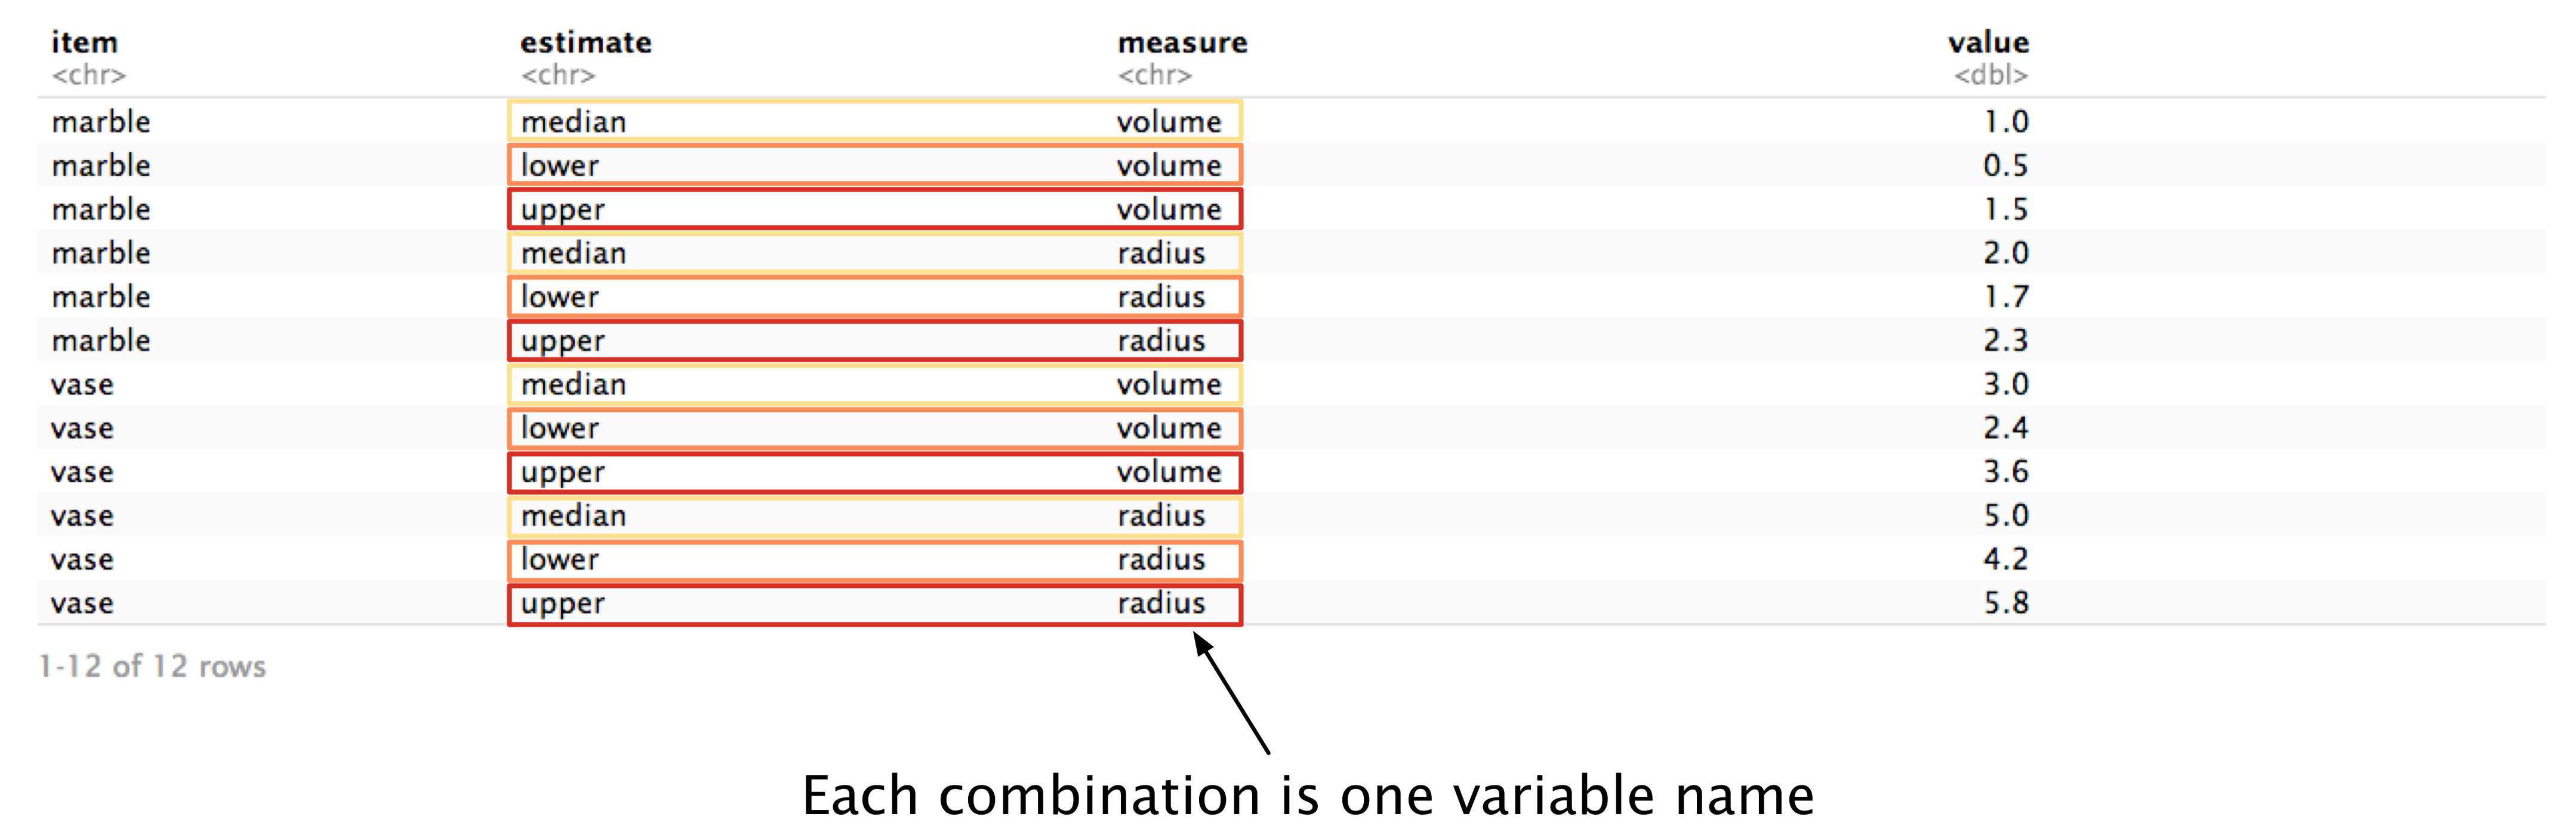 item estimate measure value
<chr> <chr> <chr> <dbl>
marble median volume 1.0
marble lower volume 0.5
marble upper volume 1.5
marble median radius 2.0
marble lower radius 1.7
marble upper radius 2.3
vase median volume 3.0
vase lower volume 2.4
vase upper volume 3.6
vase median radius 5.0
vase lower radius 4.2
vase upper radius 5.8
1-12 of 12 rows
Each combination is one variable name